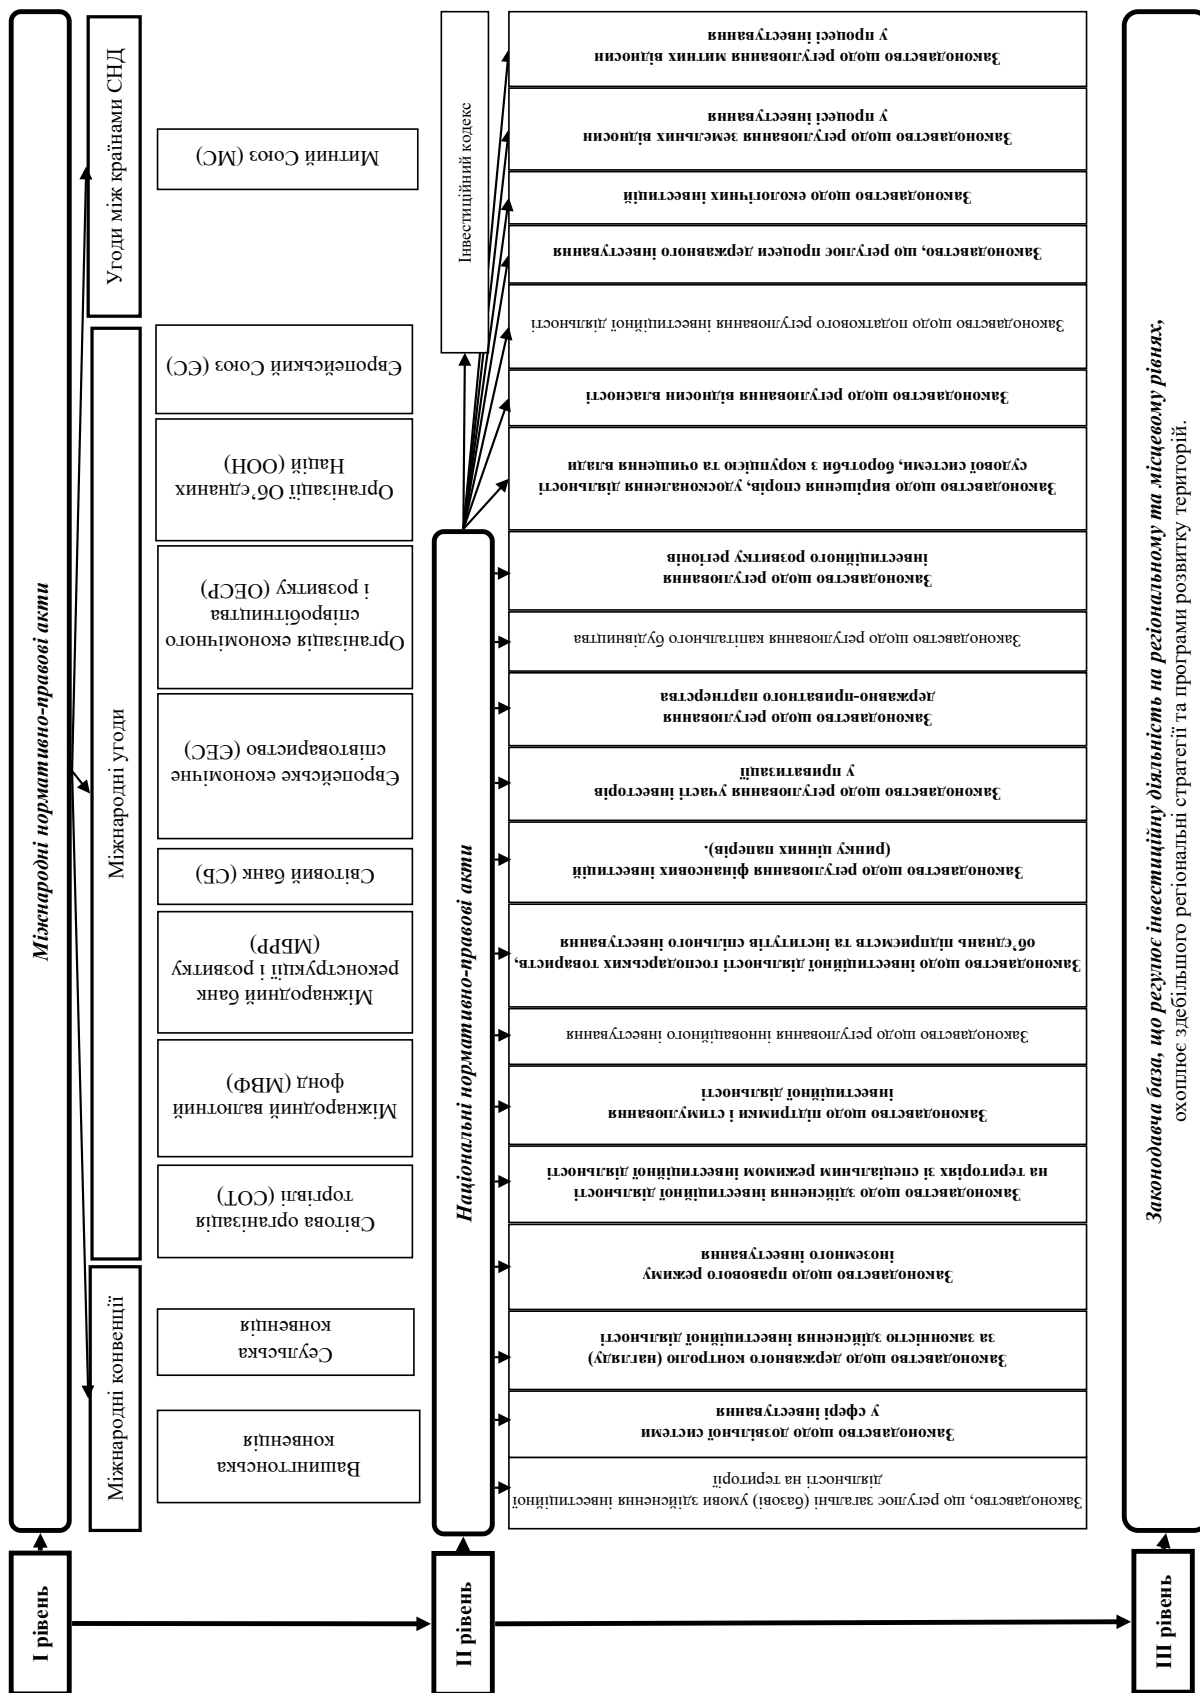 І рівень
Міжнародні нормативно-правові акти
Міжнародні конвенції
Міжнародні угоди
Угоди між країнами СНД
Вашингтонська
конвенція
Сеульська
конвенція
Світова організація
торгівлі (СОТ)
Міжнародний валютний
фонд (МВФ)
Міжнародний банк
реконструкції і розвитку
(МБРР)
Світовий банк (СБ)
Європейське економічне
співтовариство (ЄЕС)
Організація економічного
співробітництва
і розвитку (ОЕСР)
Організації Об’єднаних
Націй (ООН)
Європейський Союз (ЄС)
Митний Союз (МС)
ІІ рівень
Національні нормативно-правові акти
Інвестиційний кодекс
Законодавство, що регулює загальні (базові) умови здійснення інвестиційної
діяльності на території
Законодавство щодо дозвільної системи
у сфері інвестування
Законодавство щодо державного контролю (нагляду)
за законністю здійснення інвестиційної діяльності
Законодавство щодо правового режиму
іноземного інвестування
Законодавство щодо здійснення інвестиційної діяльності
на територіях зі спеціальним режимом інвестиційної діяльності
Законодавство щодо підтримки і стимулювання
інвестиційної діяльності
Законодавство щодо регулювання інноваційного інвестування
Законодавство щодо інвестиційної діяльності господарських товариств,
об’єднань підприємств та інститутів спільного інвестування
Законодавство щодо регулювання фінансових інвестицій
(ринку цінних паперів).
Законодавство щодо регулювання участі інвесторів
у приватизації
Законодавство щодо регулювання
державно-приватного партнерства
Законодавство щодо регулювання капітального будівництва
Законодавство щодо регулювання
інвестиційного розвитку регіонів
Законодавство щодо вирішення спорів, удосконалення діяльності
судової системи, боротьби з корупцією та очищення влади
Законодавство щодо регулювання відносин власності
Законодавство щодо податкового регулювання інвестиційної діяльності
Законодавство, що регулює процеси державного інвестування
Законодавство щодо екологічних інвестицій
Законодавство щодо регулювання земельних відносин
у процесі інвестування
Законодавство щодо регулювання митних відносин
у процесі інвестування
ІІІ рівень
Законодавча база, що регулює інвестиційну діяльність на регіональному та місцевому рівнях,
охоплює здебільшого регіональні стратегії та програми розвитку територій.